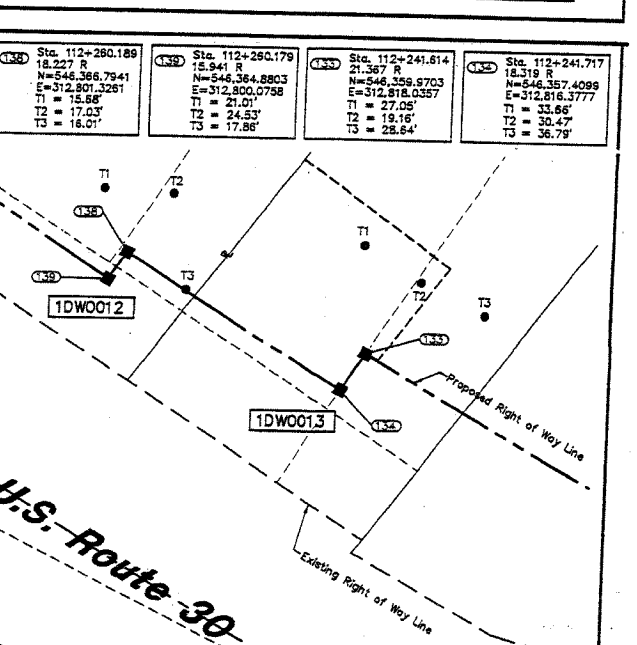 138
Sta. 112+260.189
18.227 R
N=546,366.7941
E=312,801.3261
T1 = 15.58'
T2 = 17.03'
T3 = 16.01'
139
Sta. 112+260.179
15.941 R
N=546,364.8803
E=312,800.0758
T1 = 21.01'
T2 = 24.53'
T3 = 17.86'
133
Sta. 112+241.614
21.367 R
N=546,359.9703
E=312,818.0357
T1 = 27.05'
T2 = 19.16'
T3 = 28.64'
134
Sta. 112+241.717
18.319 R
N=546,357.4099
E=312,816.3777
T1 = 33.66'
T2 = 30.47'
T3 = 36.79'
T1
T2
138
T1
139
T3
T2
T3
1DW0012
133
Proposed Right of Way Line
1DW0013
134
U.S. Route 30
Existing Right of Way Line